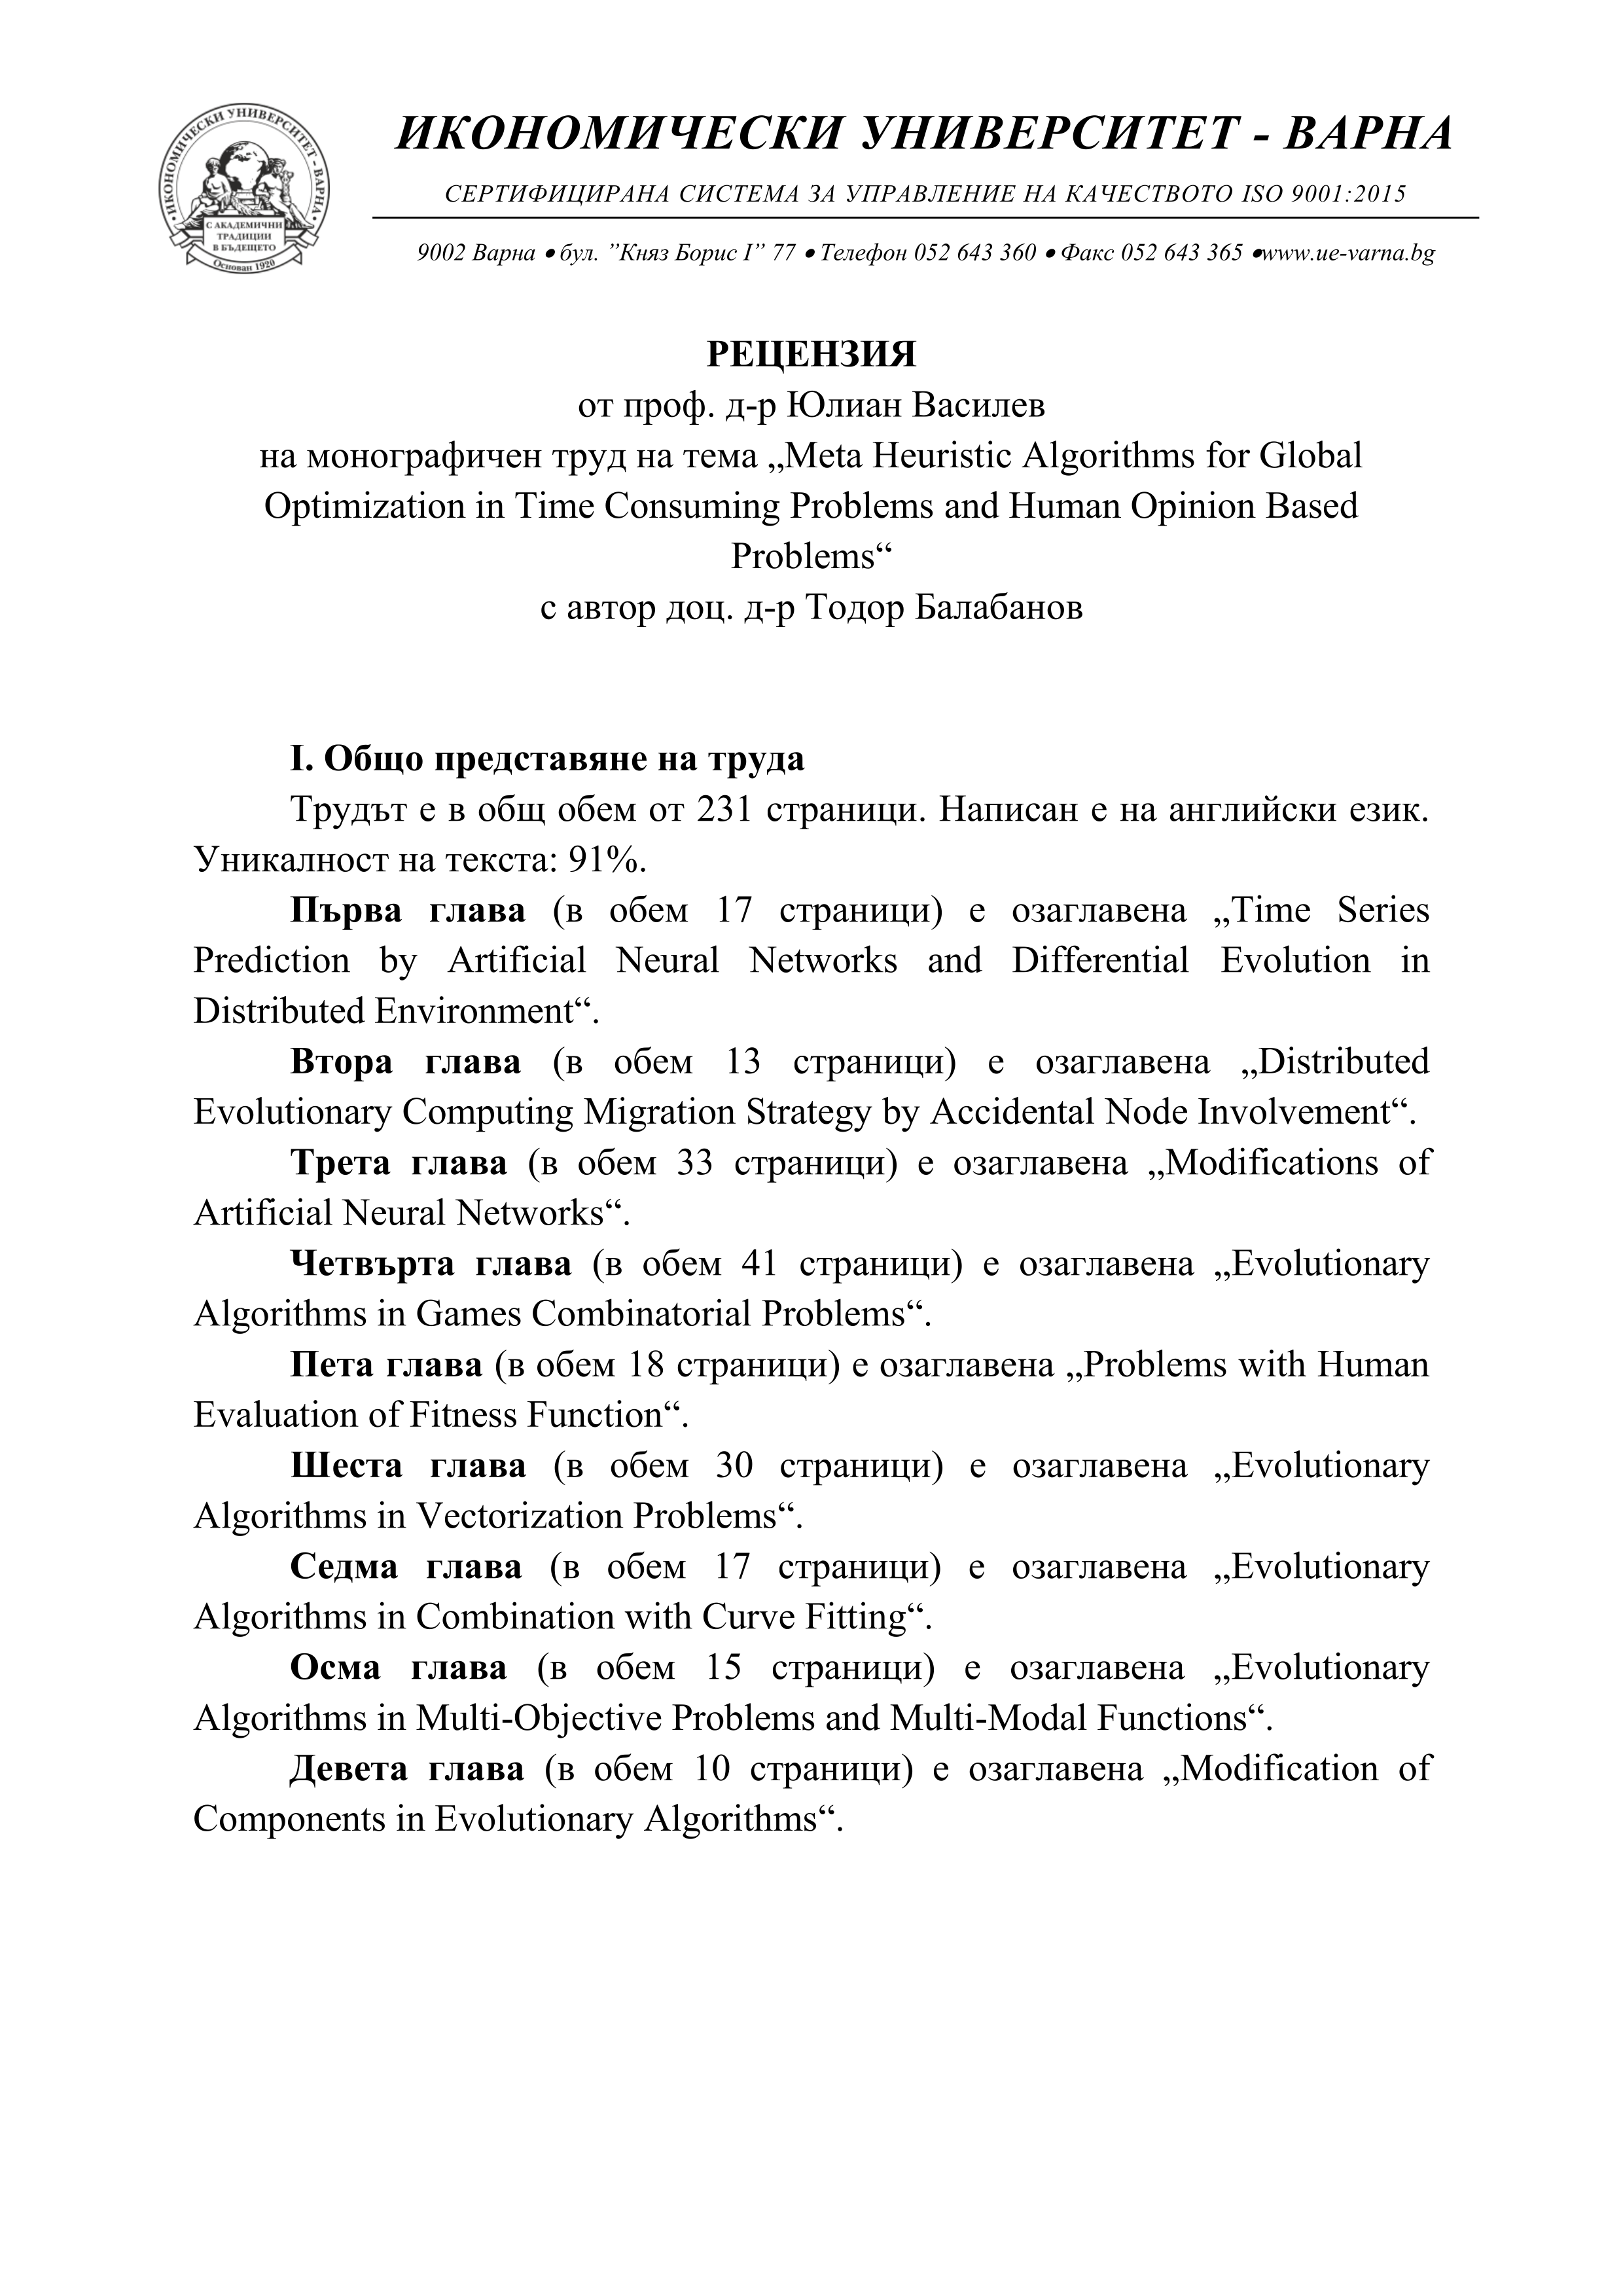 ИКОНОМИЧЕСКИ УНИВЕРСИТЕТ - ВАРНА
С АКАДЕМИЧНИ
ТРАДИЦИИ
В БЪДЕЩЕТО
Основан 1920
ИКОНОМИЧЕСКИ УНИВЕРСИТЕТ - ВАРНА
СЕРТИФИЦИРАНА СИСТЕМА ЗА УПРАВЛЕНИЕ НА КАЧЕСТВОТО ISO 9001:2015
9002 Варна ● бул. ”Княз Борис I” 77 ● Телефон 052 643 360 ● Факс 052 643 365 ●www.ue-varna.bg
РЕЦЕНЗИЯ
от проф. д-р Юлиан Василев
на монографичен труд на тема „Meta Heuristic Algorithms for Global
Optimization in Time Consuming Problems and Human Opinion Based
Problems“
с автор доц. д-р Тодор Балабанов
I. Общо представяне на труда
Трудът е в общ обем от 231 страници. Написан е на английски език.
Уникалност на текста: 91%.
Първа глава (в обем 17 страници) е озаглавена „Time Series
Prediction by Artificial Neural Networks and Differential Evolution in
Distributed Environment“.
Втора глава (в обем 13 страници) е озаглавена „Distributed
Evolutionary Computing Migration Strategy by Accidental Node Involvement“.
Трета глава (в обем 33 страници) е озаглавена „Modifications of
Artificial Neural Networks“.
Четвърта глава (в обем 41 страници) е озаглавена „Evolutionary
Algorithms in Games Combinatorial Problems“.
Пета глава (в обем 18 страници) е озаглавена „Problems with Human
Evaluation of Fitness Function“.
Шеста глава (в обем 30 страници) е озаглавена „Evolutionary
Algorithms in Vectorization Problems“.
Седма глава (в обем 17 страници) е озаглавена „Evolutionary
Algorithms in Combination with Curve Fitting“.
Осма глава (в обем 15 страници) е озаглавена „Evolutionary
Algorithms in Multi-Objective Problems and Multi-Modal Functions“.
Девета глава (в обем 10 страници) е озаглавена „Modification of
Components in Evolutionary Algorithms“.